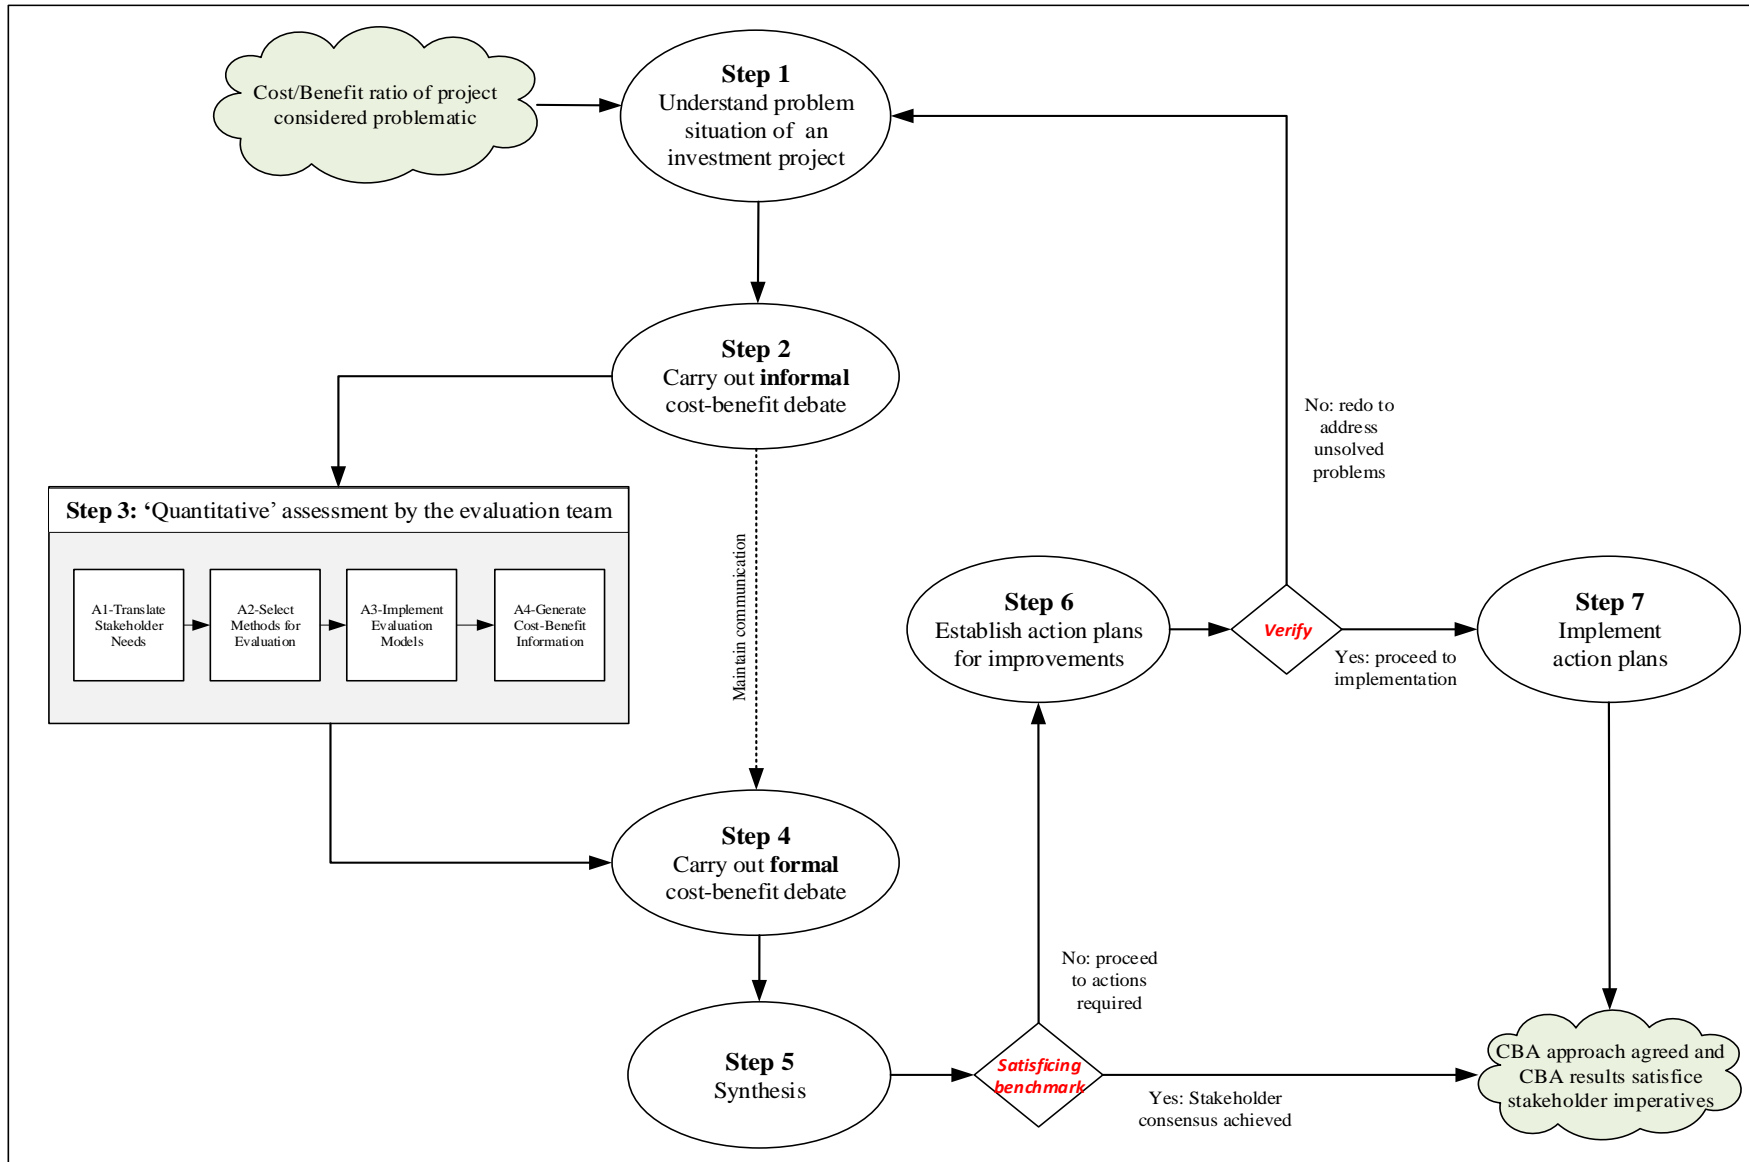 Cost/Benefit ratio of project
considered problematic
Step 1
Understand problem
situation of an
investment project
Step 2
Carry out informal
cost-benefit debate
No: redo to
address
unsolved
problems
Step 3: ‘Quantitative’ assessment by the evaluation team
A1-Translate
Stakeholder
Needs
A2-Select
Methods for
Evaluation
A3-Implement
Evaluation
Models
A4-Generate
Cost-Benefit
Information
Maintain communication
Step 6
Establish action plans
for improvements
Verify
Yes: proceed to
implementation
Step 7
Implement
action plans
Step 4
Carry out formal
cost-benefit debate
No: proceed
to actions
required
Step 5
Synthesis
Satisficing
benchmark
Yes: Stakeholder
consensus achieved
CBA approach agreed and
CBA results satisfice
stakeholder imperatives